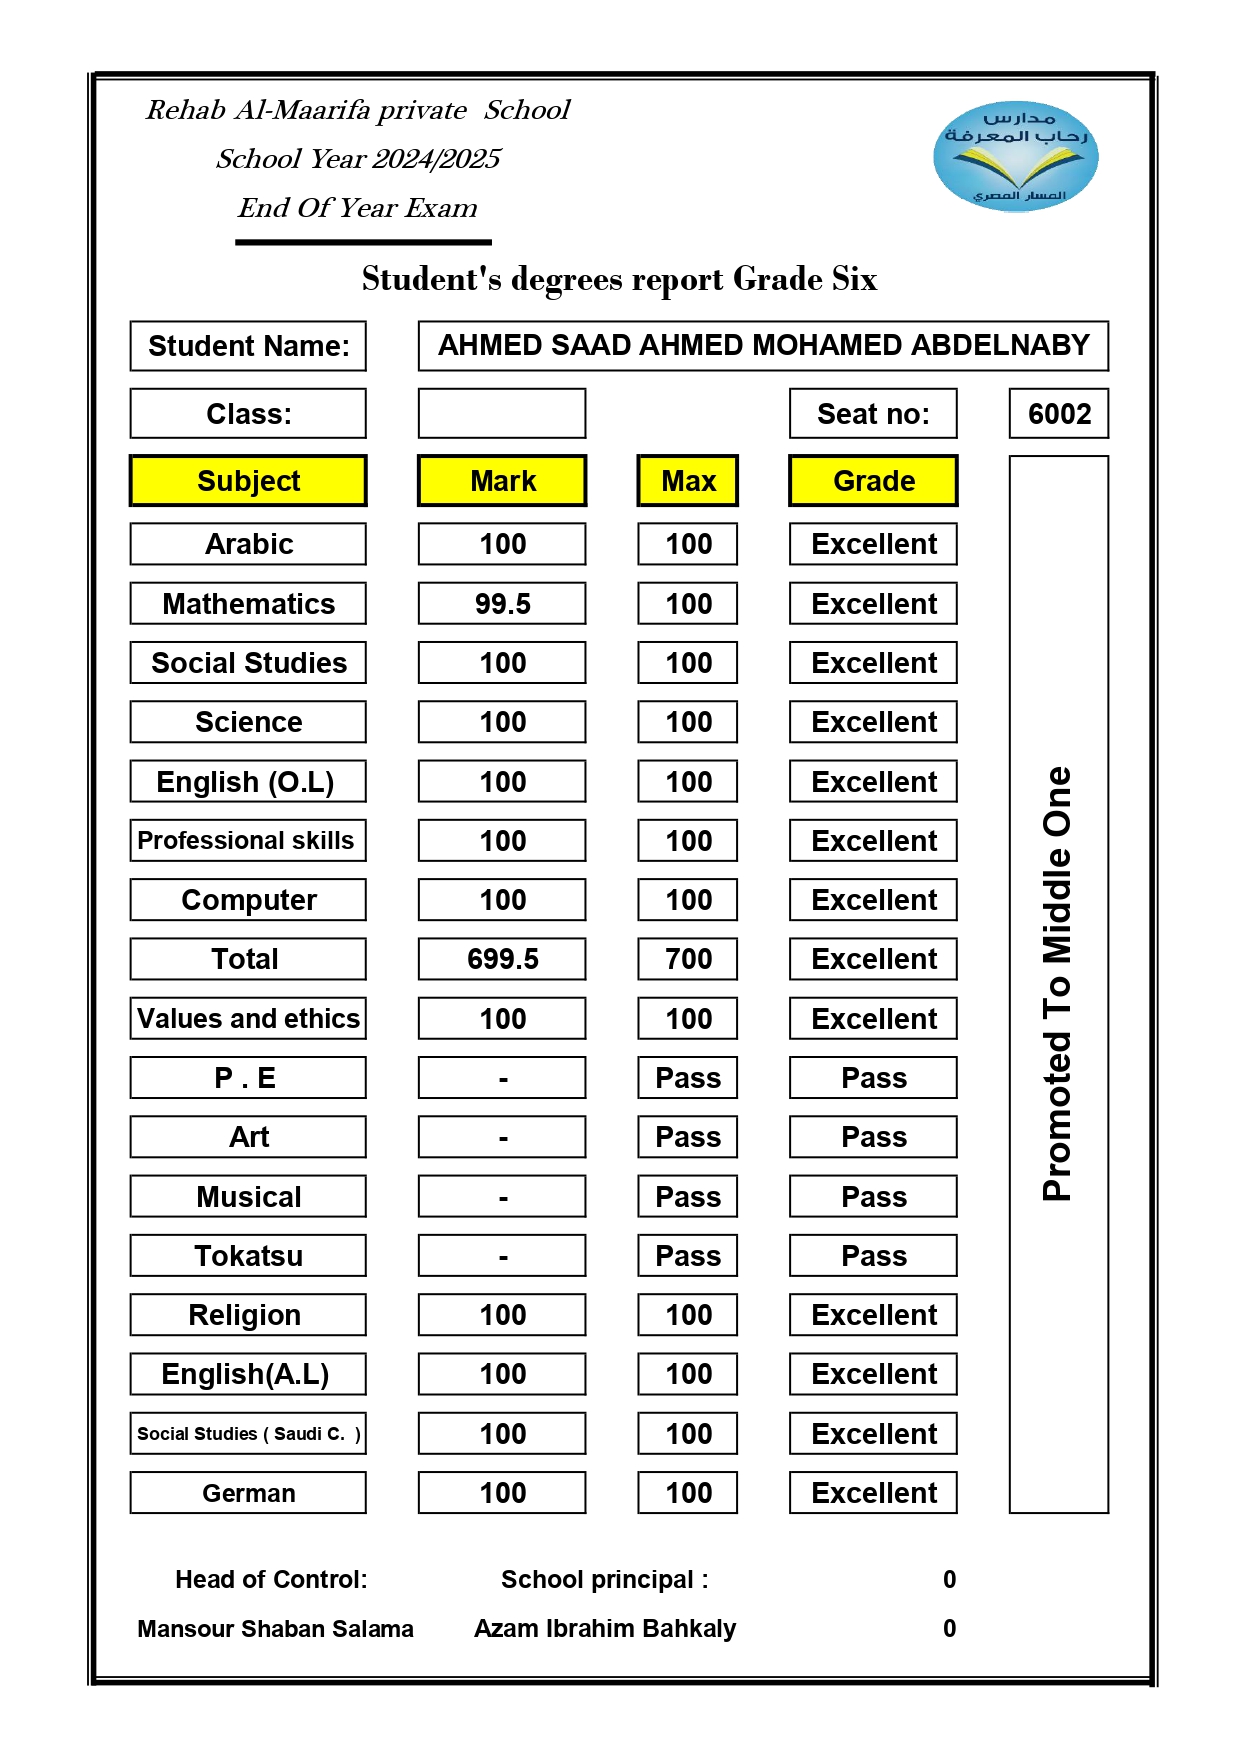 Rehab Al-Maarifa private School
School Year 2024/2025
End Of Year Exam
مدارس
رحاب المعرفة
المسار المصري
Student's degrees report Grade Six
Student Name: AHMED SAAD AHMED MOHAMED ABDELNABY
Class: Seat no: 6002
Subject Mark Max Grade
Arabic 100 100 Excellent
Mathematics 99.5 100 Excellent
Social Studies 100 100 Excellent
Science 100 100 Excellent
English (O.L) 100 100 Excellent
Professional skills 100 100 Excellent
Computer 100 100 Excellent
Total 699.5 700 Excellent
Values and ethics 100 100 Excellent
P . E - Pass Pass
Art - Pass Pass
Musical - Pass Pass
Tokatsu - Pass Pass
Religion 100 100 Excellent
English(A.L) 100 100 Excellent
Social Studies ( Saudi C. ) 100 100 Excellent
German 100 100 Excellent
Promoted To Middle One
Head of Control: School principal : 0
Mansour Shaban Salama Azam Ibrahim Bahkaly 0